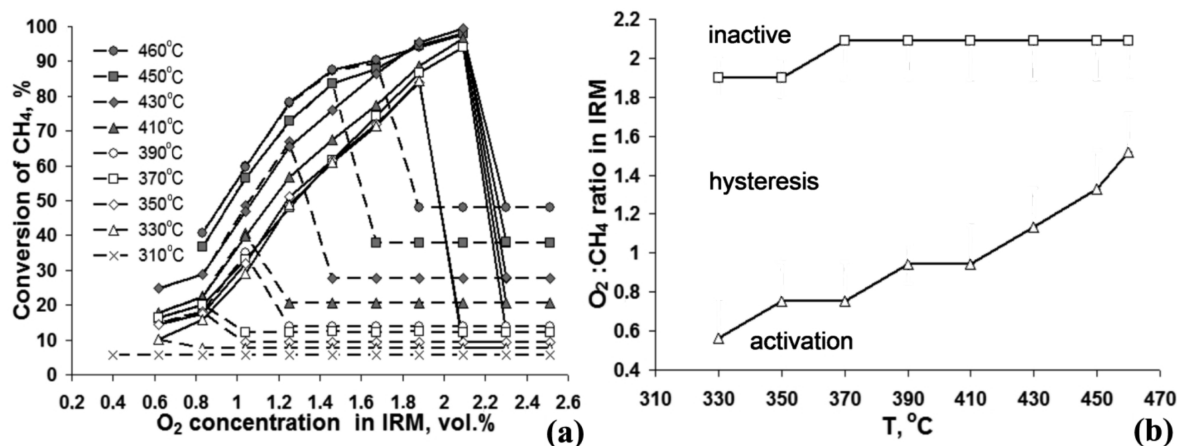 100
90
80
70
60
50
40
30
20
10
0
Conversion of CH₄, %
460°C
450°C
430°C
410°C
390°C
370°C
350°C
330°C
310°C
0.2 0.4 0.6 0.8 1 1.2 1.4 1.6 1.8 2 2.2 2.4 2.6
O₂ concentration in IRM, vol.%
(a)
2.2
2
1.8
1.6
1.4
1.2
1
0.8
0.6
0.4
O₂:CH₄ ratio in IRM
inactive
hysteresis
activation
310 330 350 370 390 410 430 450 470
T, °C
(b)